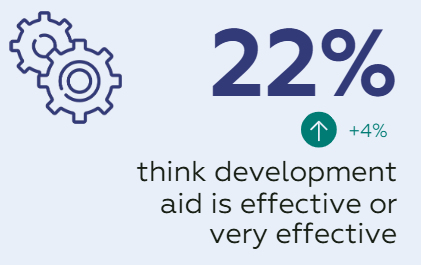 22%
+4%
think development
aid is effective or
very effective